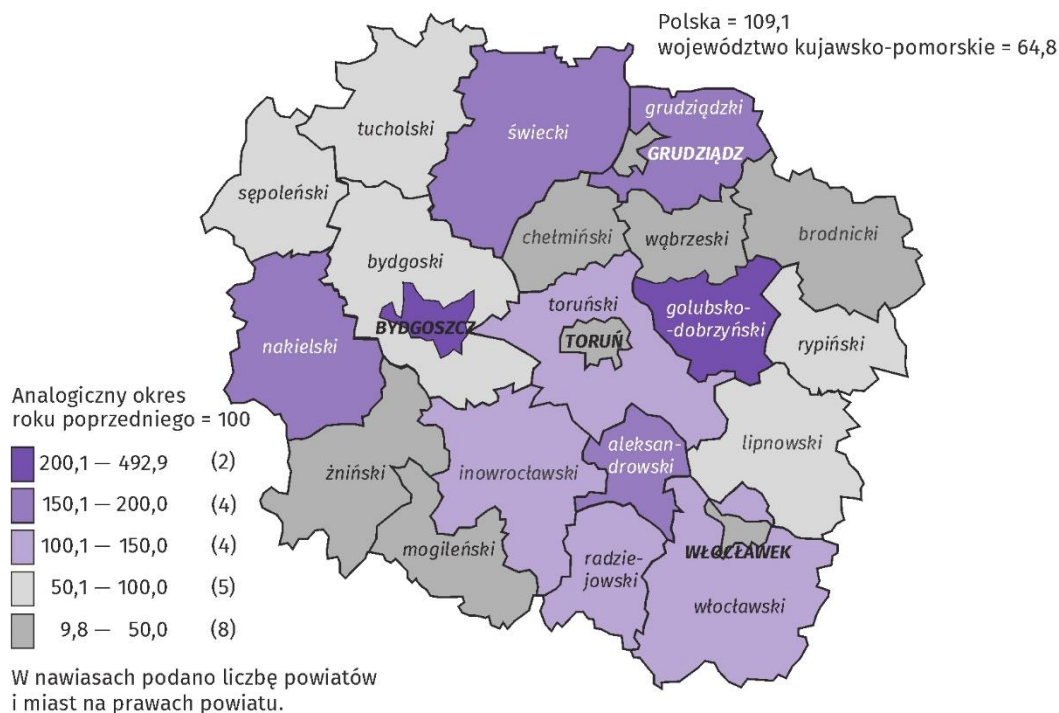 Polska = 109,1
województwo kujawsko-pomorskie = 64,8
grudziądzki
tucholski
świecki
GRUDZIĄDZ
sępoleński
chełmiński
wąbrzeski
brodnicki
bydgoski
toruński
golubsko-
-dobrzyński
BYDGOSZCZ
TORUŃ
nakielski
rypiński
Analogiczny okres
roku poprzedniego = 100
200,1 — 492,9 (2)
150,1 — 200,0 (4)
100,1 — 150,0 (4)
50,1 — 100,0 (5)
9,8 — 50,0 (8)
W nawiasach podano liczbę powiatów
i miast na prawach powiatu.
aleksan-
drowski
lipnowski
żniński
inowrocławski
mogileński
radzie-
jowski
WŁOCŁAWEK
włocławski